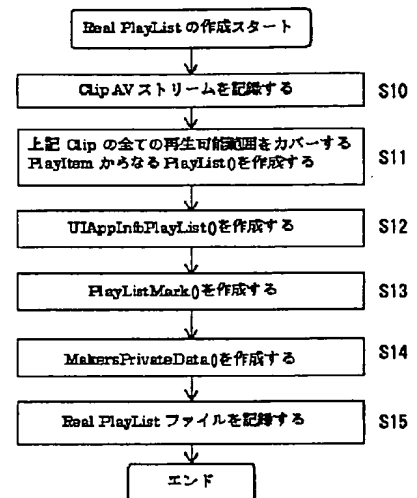 Real PlayList の作成スタート
Clip AV ストリームを記録する
S10
上記 Clip の全ての再生可能範囲をカバーする
PlayItem からなる PlayList()を作成する
S11
UIAppInfoPlayList()を作成する
S12
PlayListMark()を作成する
S13
MakersPrivateData()を作成する
S14
Real PlayList ファイルを記録する
S15
エンド